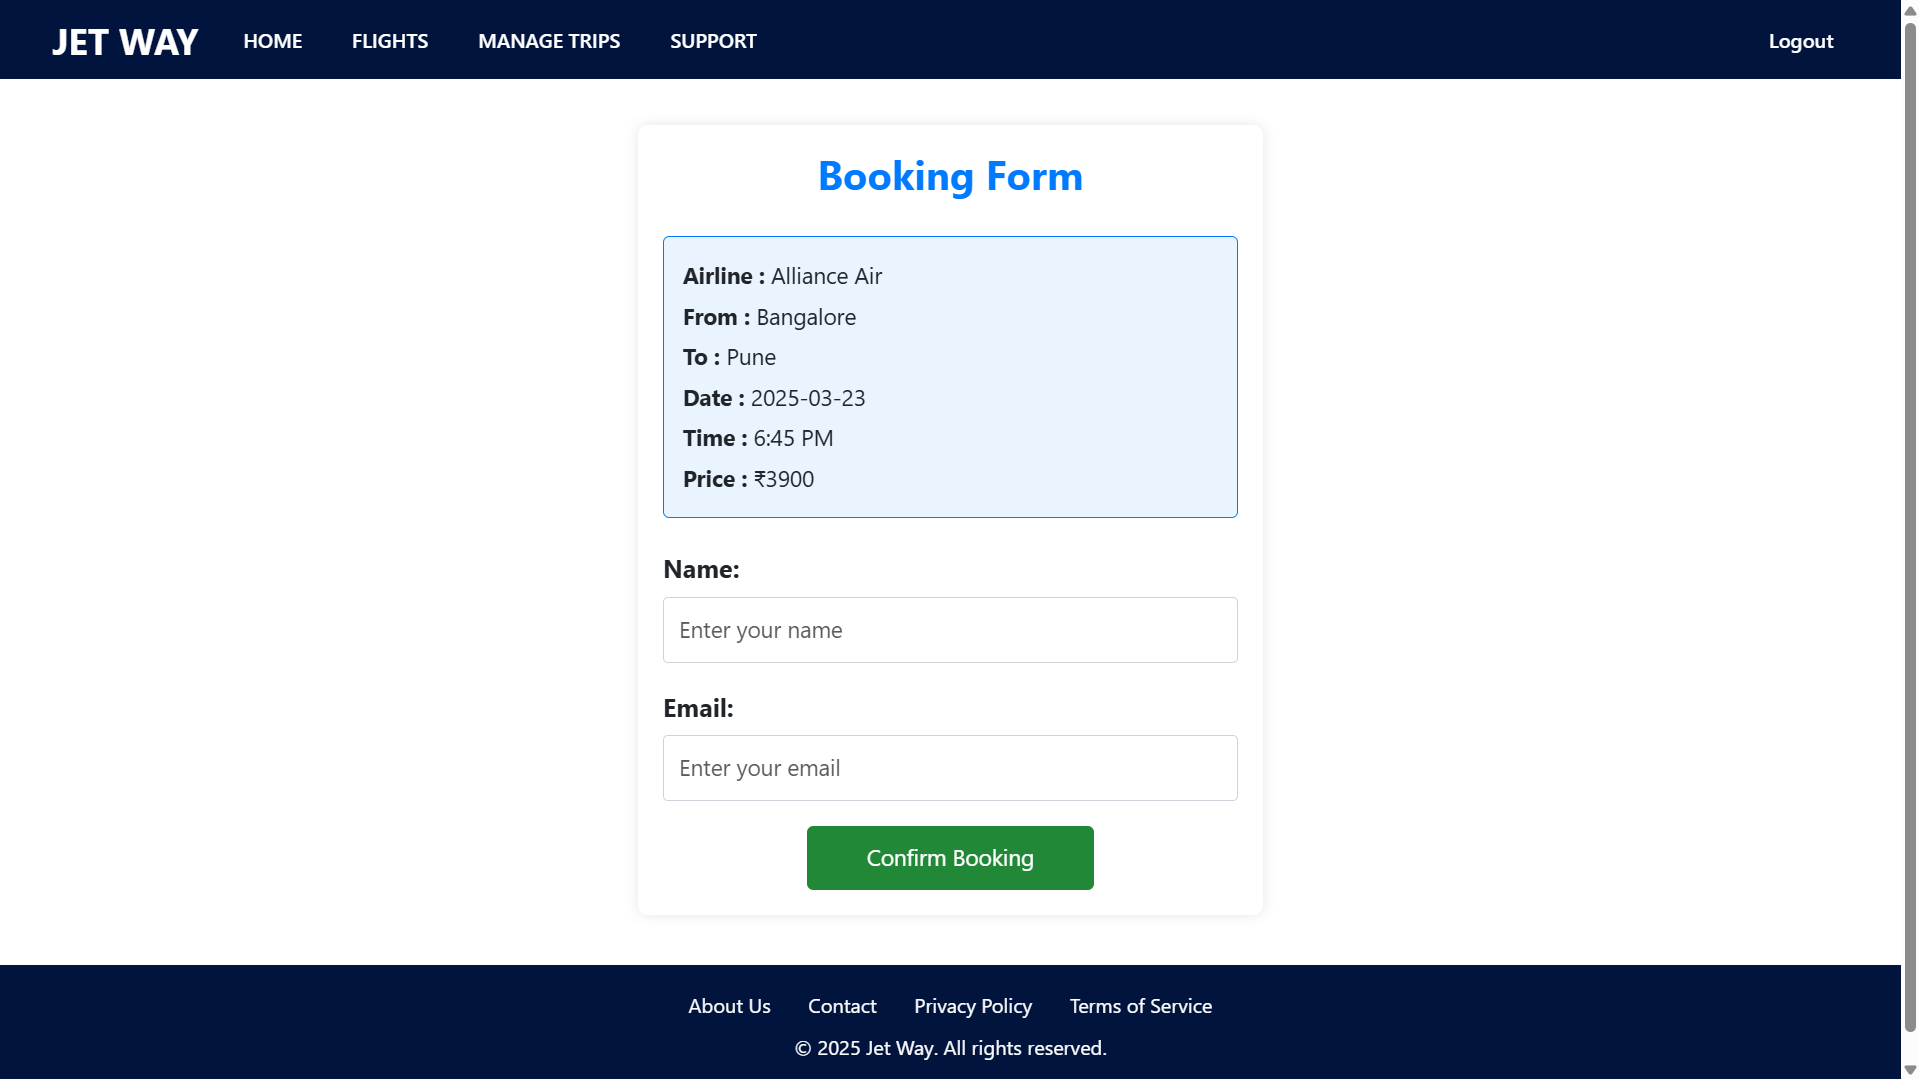 JET WAY HOME FLIGHTS MANAGE TRIPS SUPPORT Logout
Booking Form
Airline : Alliance Air
From : Bangalore
To : Pune
Date : 2025-03-23
Time : 6:45 PM
Price : ₹3900
Name:
Enter your name
Email:
Enter your email
Confirm Booking
About Us Contact Privacy Policy Terms of Service
© 2025 Jet Way. All rights reserved.